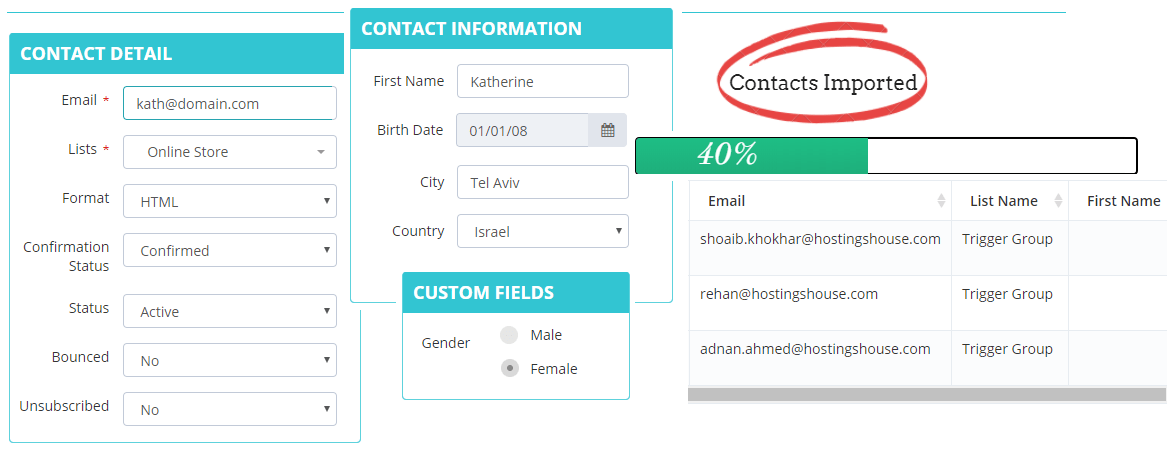 CONTACT DETAIL
Email *
kath@domain.com
Lists *
Online Store
Format
HTML
Confirmation
Status
Confirmed
Status
Active
Bounced
No
Unsubscribed
No
CONTACT INFORMATION
First Name
Katherine
Birth Date
01/01/08
City
Tel Aviv
Country
Israel
CUSTOM FIELDS
Gender
Male
Female
Contacts Imported
40%
Email List Name First Name
shoaib.khokhar@hostingshouse.com Trigger Group
rehan@hostingshouse.com Trigger Group
adnan.ahmed@hostingshouse.com Trigger Group